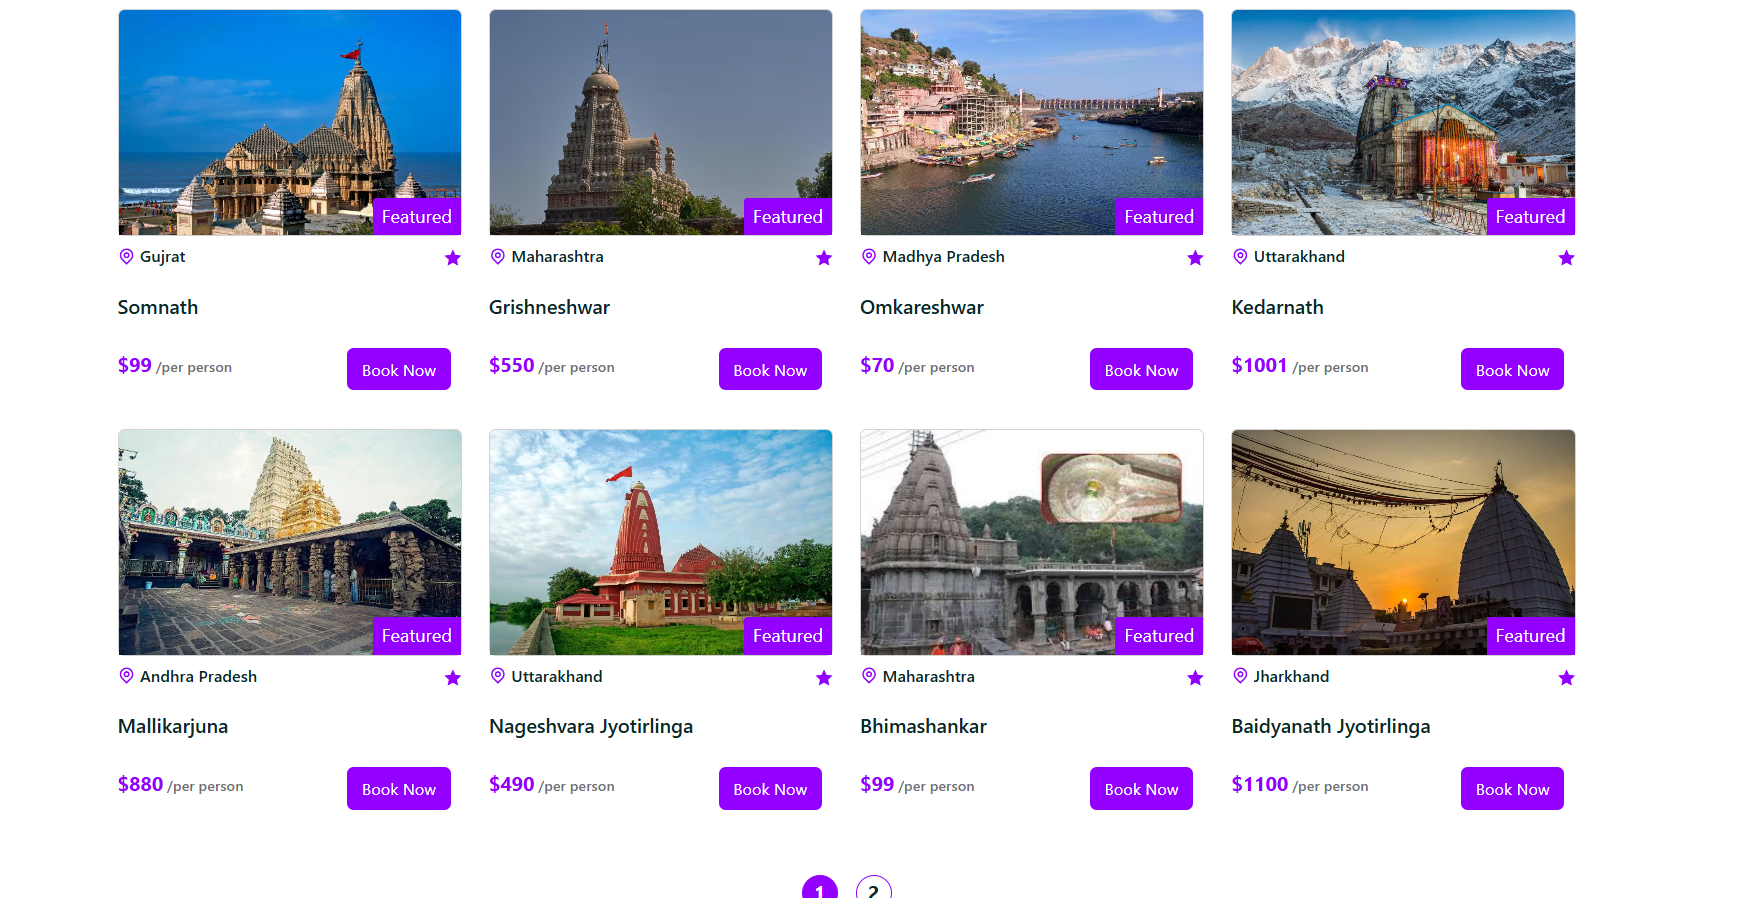 Featured
Featured
Featured
Featured
Gujrat
Maharashtra
Madhya Pradesh
Uttarakhand
Somnath
Grishneshwar
Omkareshwar
Kedarnath
$99 /per person
Book Now
$550 /per person
Book Now
$70 /per person
Book Now
$1001 /per person
Book Now
Featured
Featured
Featured
Featured
Andhra Pradesh
Uttarakhand
Maharashtra
Jharkhand
Mallikarjuna
Nageshvara Jyotirlinga
Bhimashankar
Baidyanath Jyotirlinga
$880 /per person
Book Now
$490 /per person
Book Now
$99 /per person
Book Now
$1100 /per person
Book Now
1
2